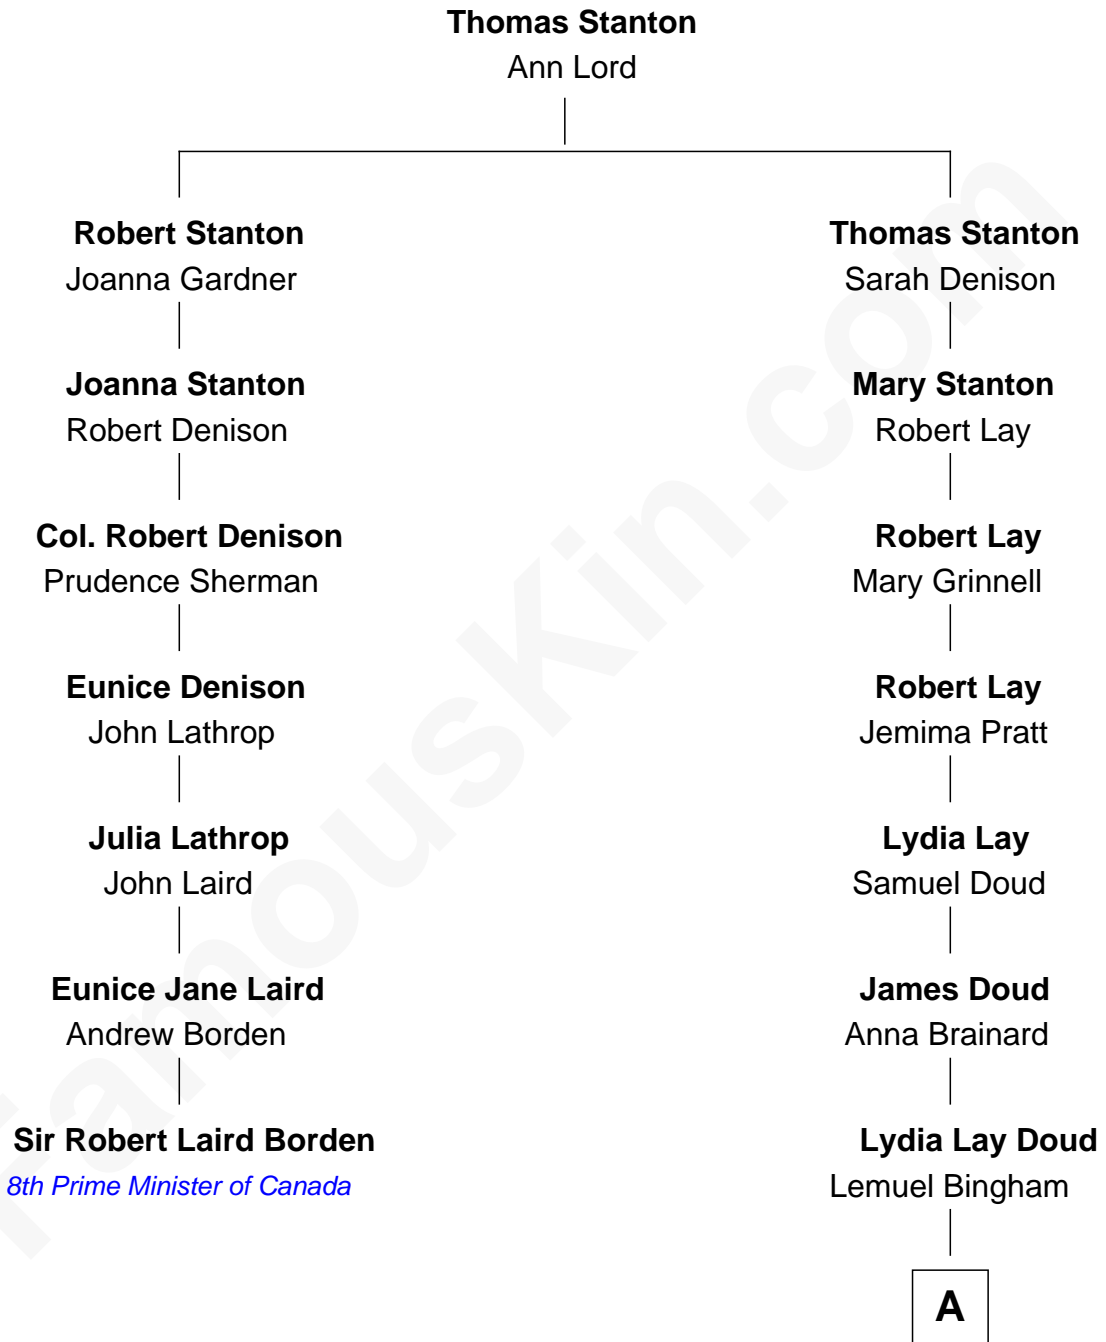 Thomas Stanton
Ann Lord
Robert Stanton
Joanna Gardner
Thomas Stanton
Sarah Denison
Joanna Stanton
Robert Denison
Mary Stanton
Robert Lay
Col. Robert Denison
Prudence Sherman
Robert Lay
Mary Grinnell
Eunice Denison
John Lathrop
Robert Lay
Jemima Pratt
Julia Lathrop
John Laird
Lydia Lay
Samuel Doud
Eunice Jane Laird
Andrew Borden
James Doud
Anna Brainard
Sir Robert Laird Borden
8th Prime Minister of Canada
Lydia Lay Doud
Lemuel Bingham
A
FamousKin.com